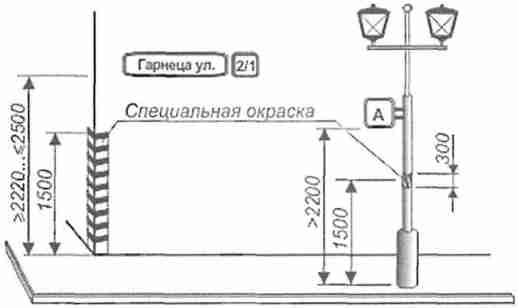 Гарнеца ул. 2/1
Специальная окраска
А
≥2220...≤2500
1500
>2200
1500
300